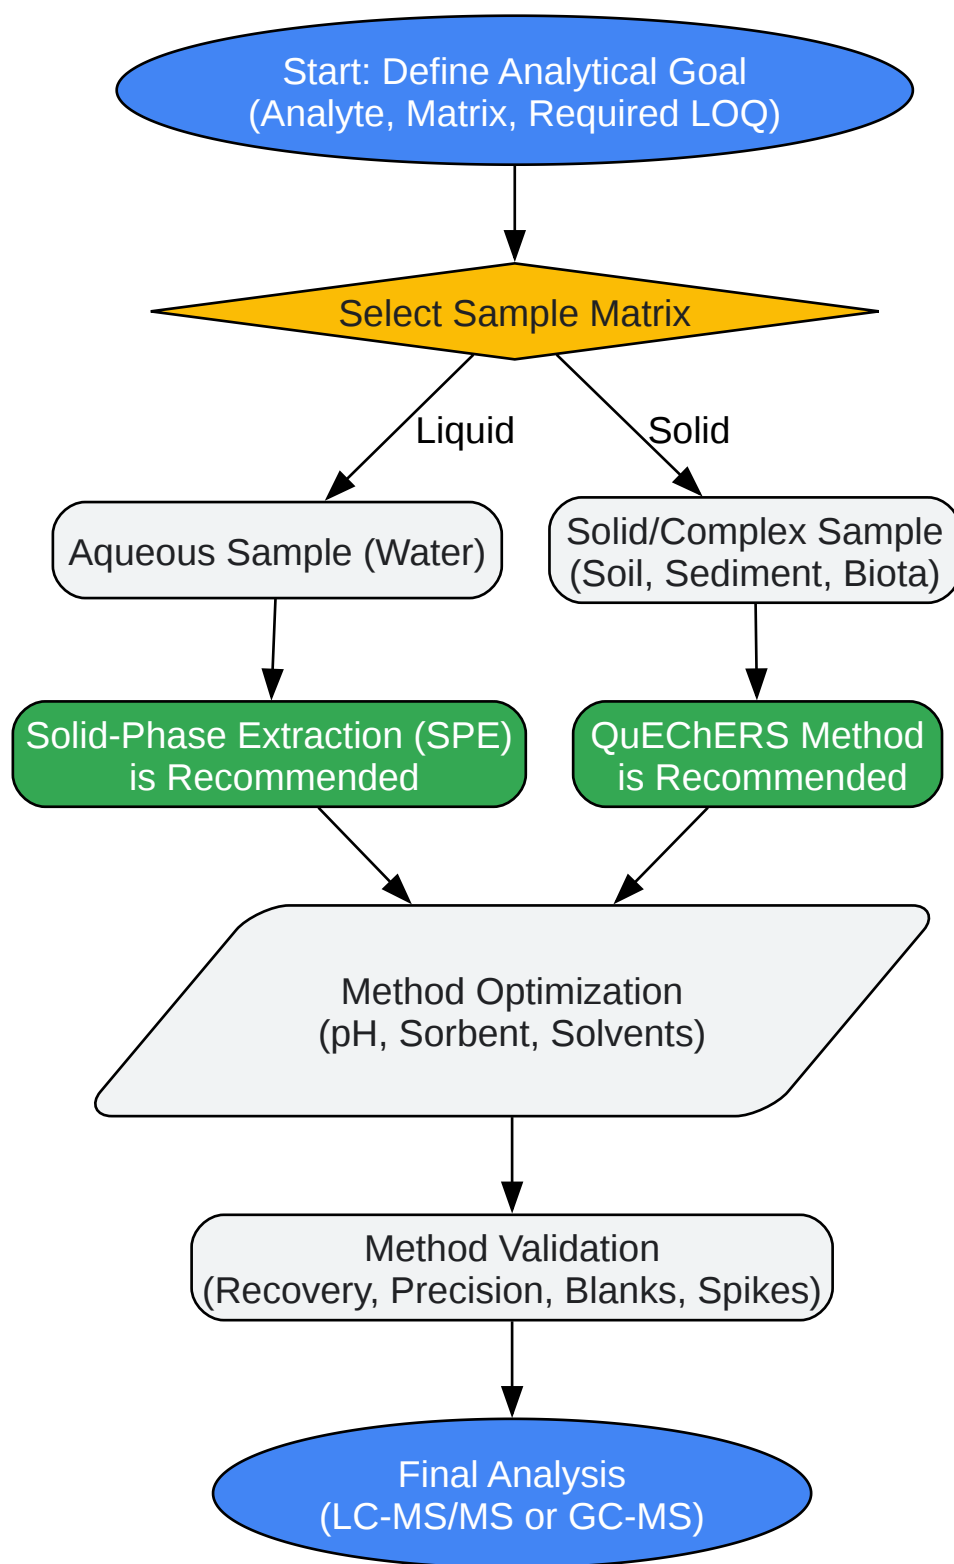 Start: Define Analytical Goal
(Analyte, Matrix, Required LOQ)
Select Sample Matrix
Liquid
Solid
Aqueous Sample (Water)
Solid/Complex Sample
(Soil, Sediment, Biota)
Solid-Phase Extraction (SPE)
is Recommended
QuEChERS Method
is Recommended
Method Optimization
(pH, Sorbent, Solvents)
Method Validation
(Recovery, Precision, Blanks, Spikes)
Final Analysis
(LC-MS/MS or GC-MS)